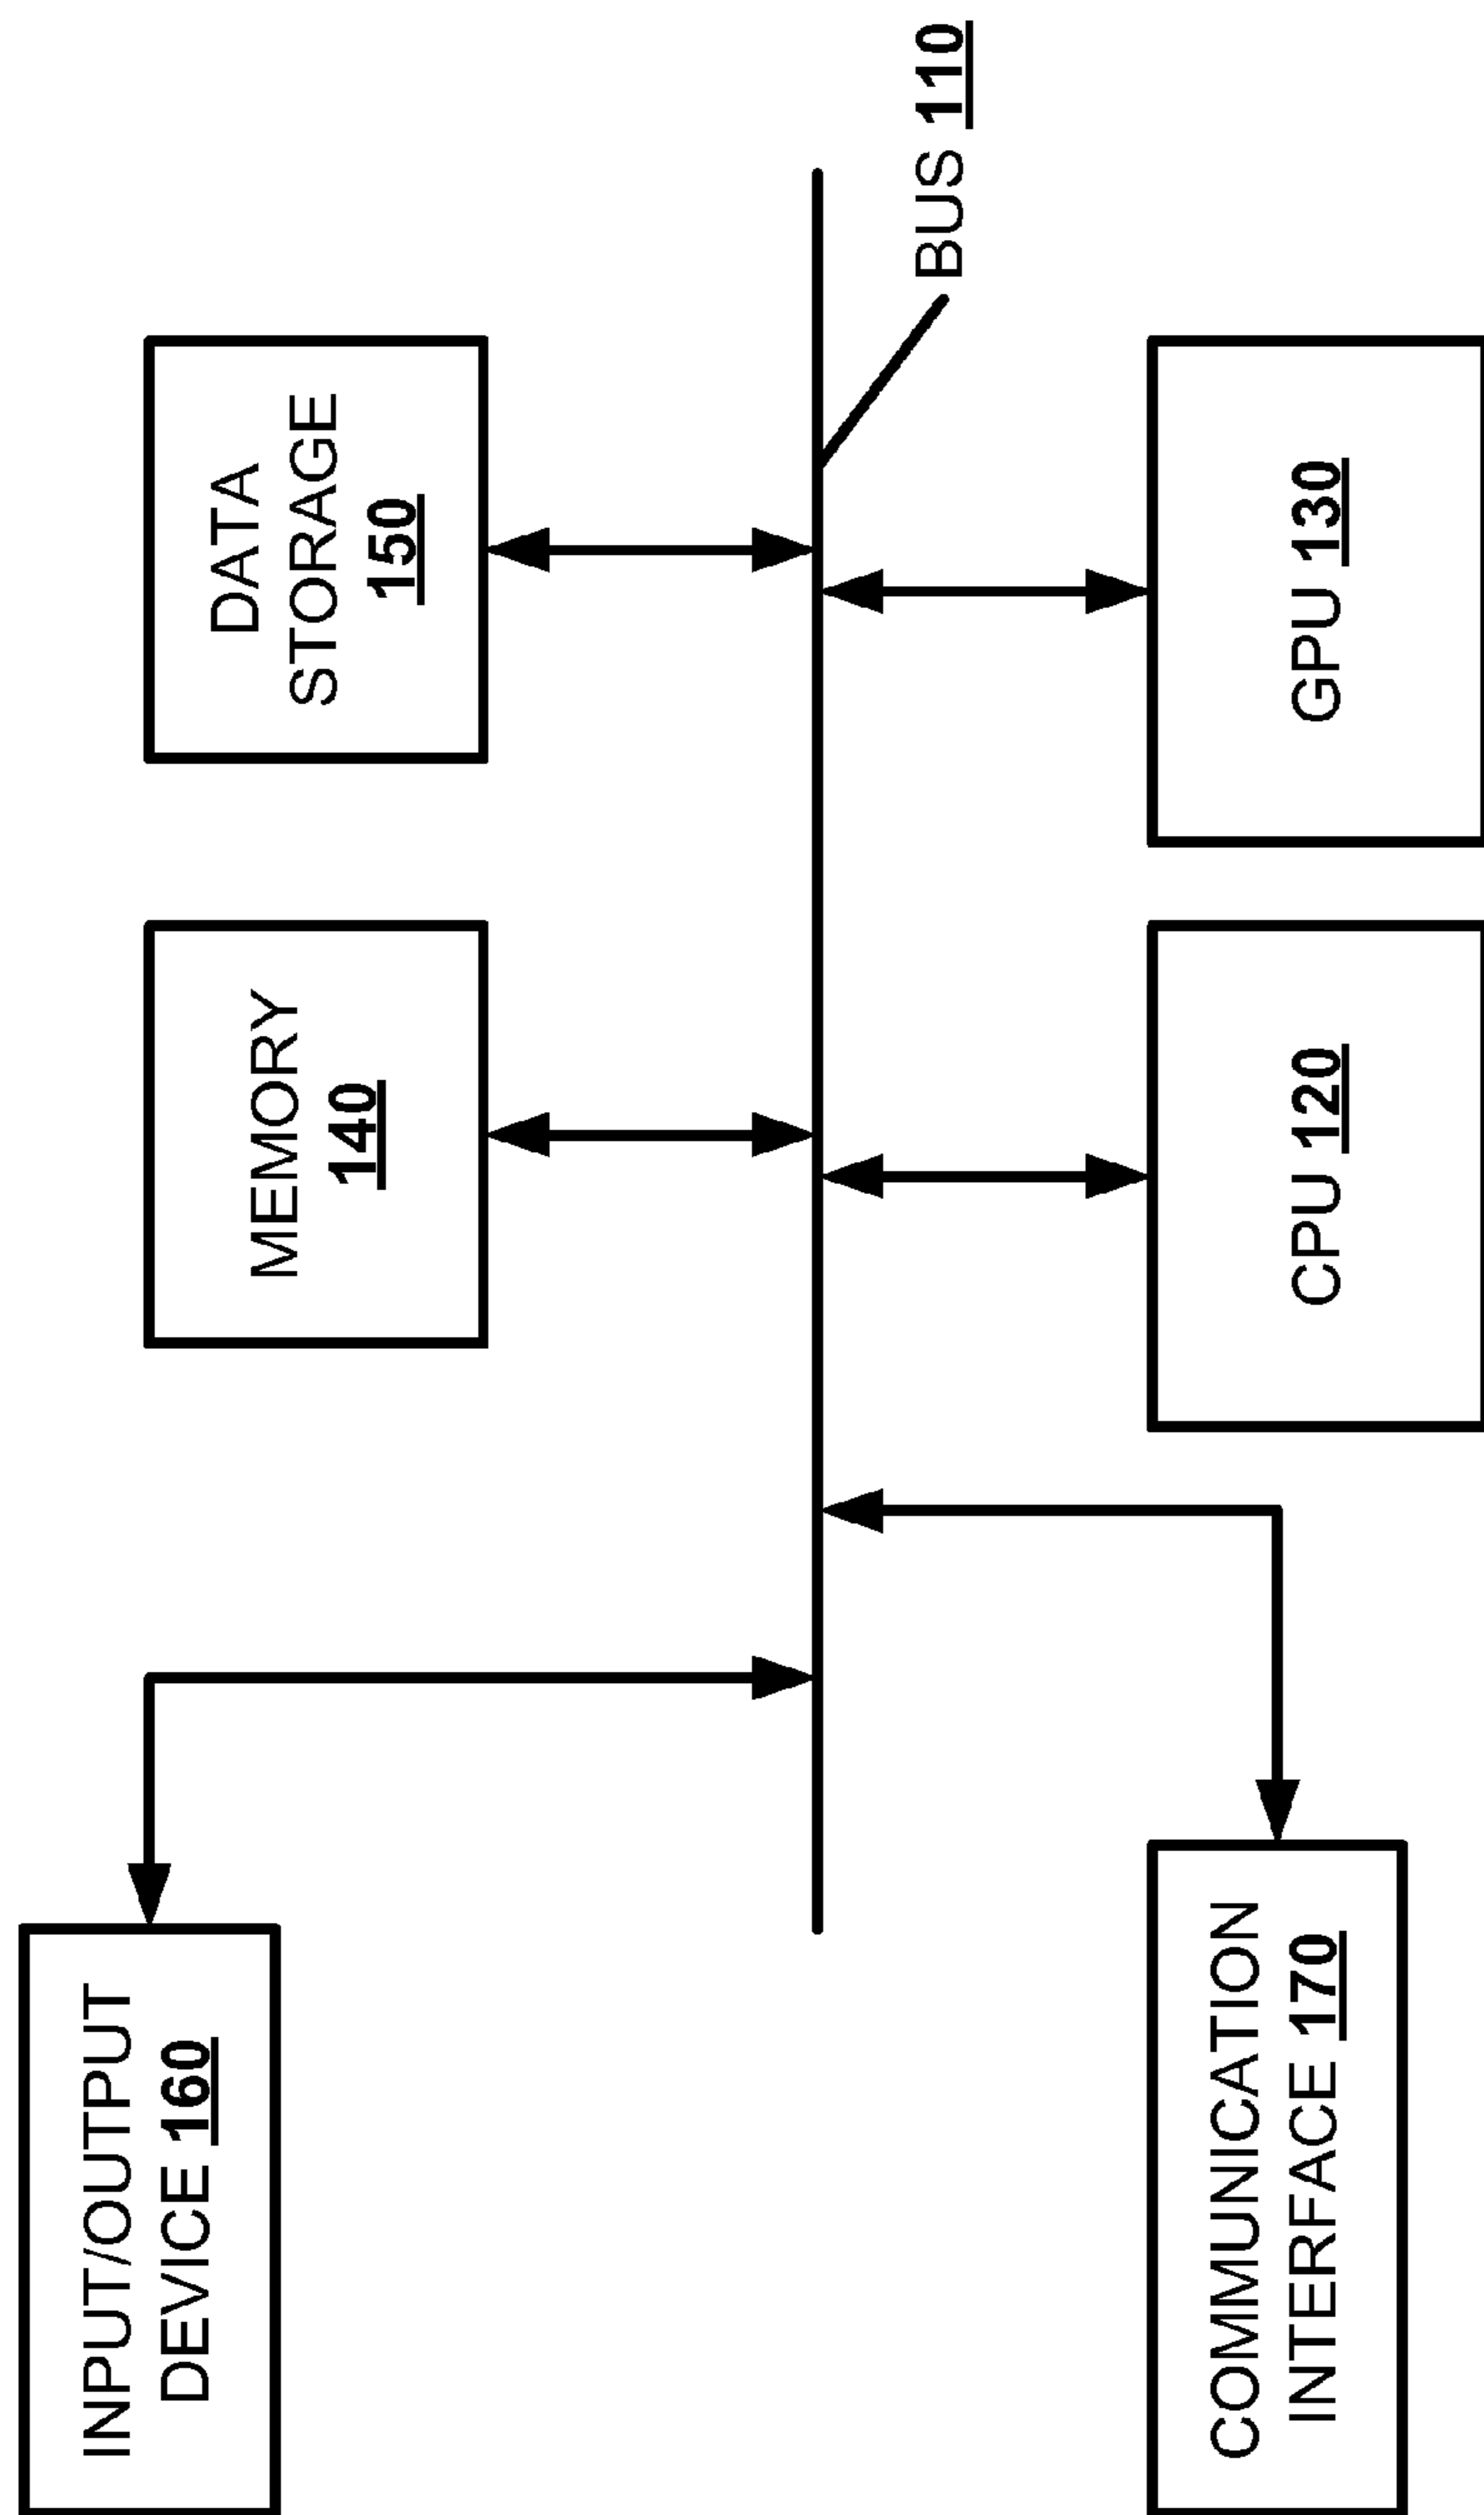 INPUT/OUTPUT
DEVICE 160
MEMORY
140
DATA
STORAGE
150
BUS 110
COMMUNICATION
INTERFACE 170
CPU 120
GPU 130